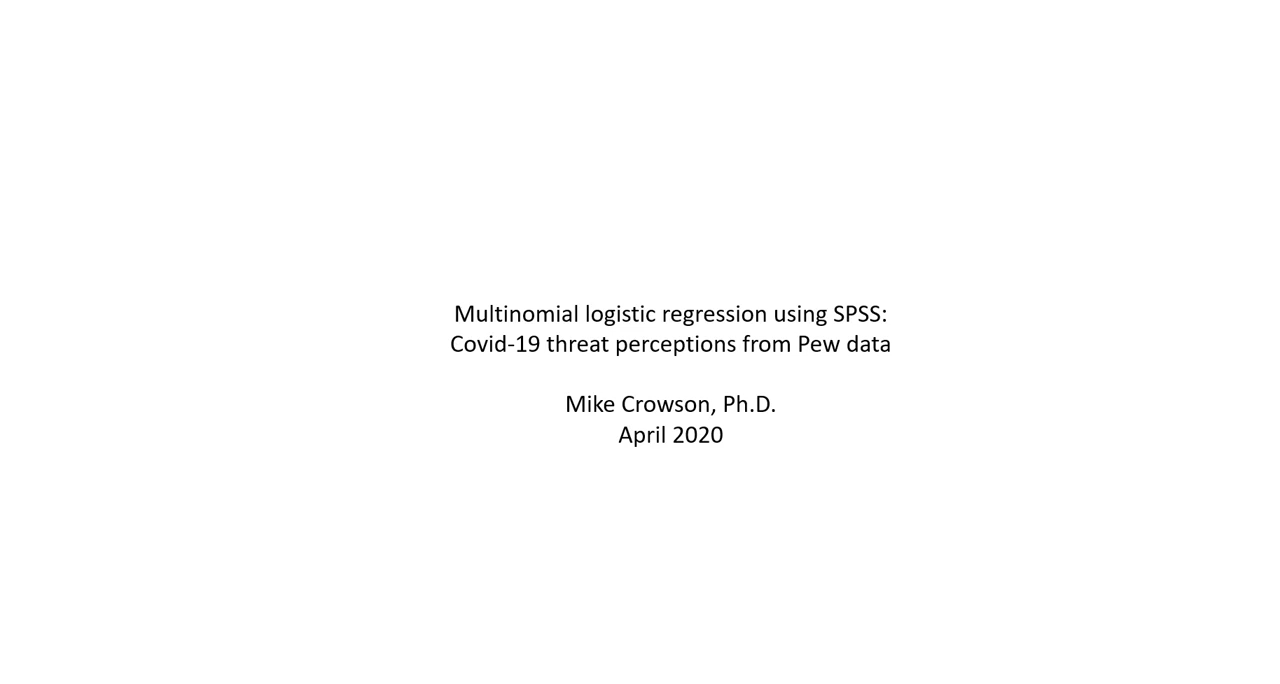 Multinomial logistic regression using SPSS:
Covid-19 threat perceptions from Pew data
Mike Crowson, Ph.D.
April 2020